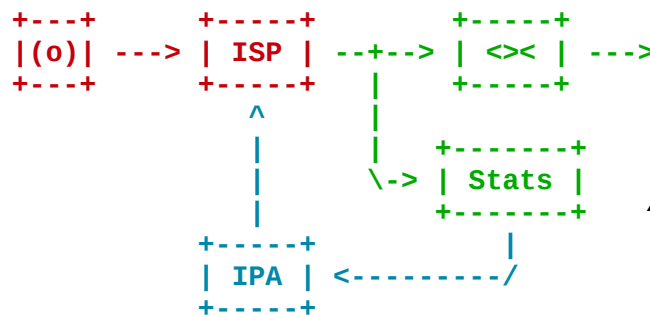 +---+ +-----+ +-----+
|(o)| ---> | ISP | --+--> | <>< | --->
+---+ +-----+ | +-----+
^ |
| | +-------+
| \-> | Stats |
| +-------+
+-----+ |
| IPA | <---------/
+-----+